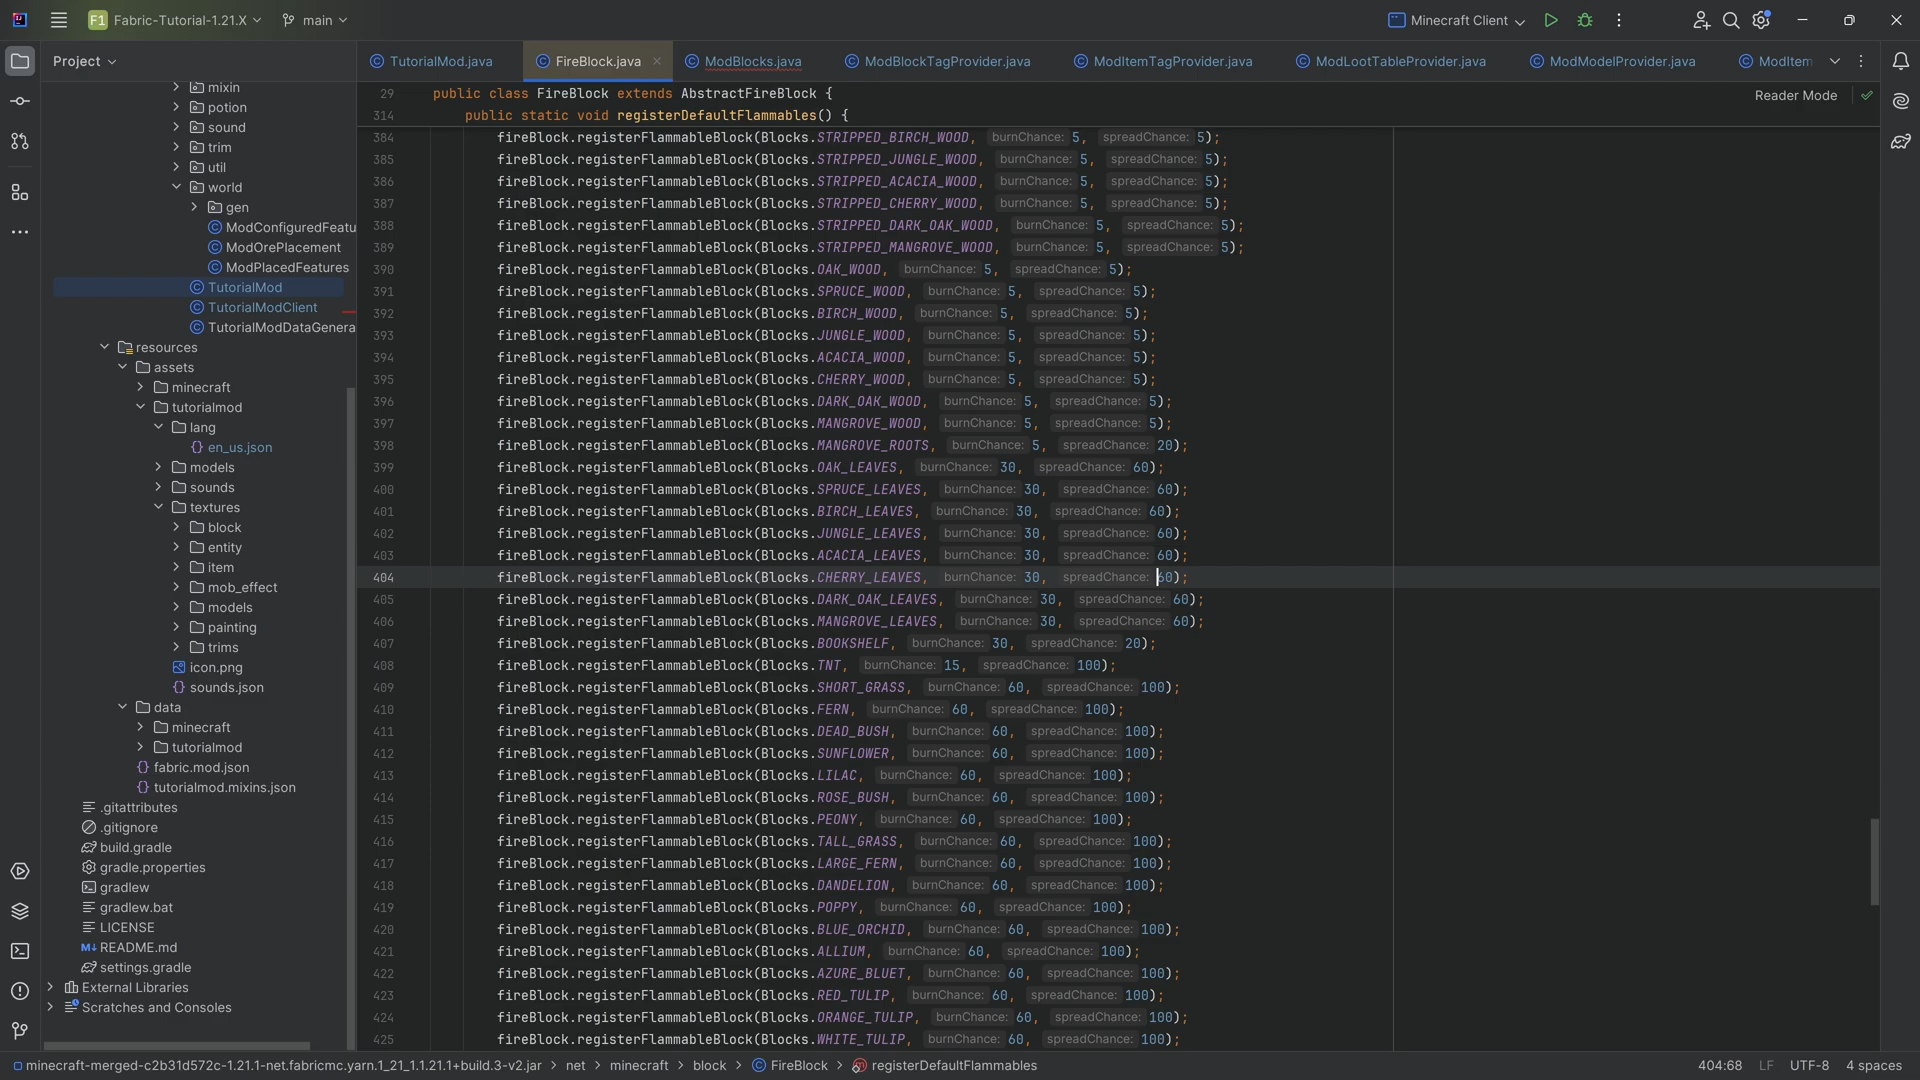 F1 Fabric-Tutorial-1.21.X main Minecraft Client
Project
TutorialMod.java FireBlock.java ModBlocks.java ModBlockTagProvider.java ModItemTagProvider.java ModLootTableProvider.java ModModelProvider.java ModItem
Reader Mode
mixin
potion
sound
trim
util
world
gen
ModConfiguredFeatu
ModOrePlacement
ModPlacedFeatures
TutorialMod
TutorialModClient
TutorialModDataGenera
resources
assets
minecraft
tutorialmod
lang
en_us.json
models
sounds
textures
block
entity
item
mob_effect
models
painting
trims
icon.png
sounds.json
data
minecraft
tutorialmod
fabric.mod.json
tutorialmod.mixins.json
.gitattributes
.gitignore
build.gradle
gradle.properties
gradlew
gradlew.bat
LICENSE
README.md
settings.gradle
External Libraries
Scratches and Consoles
29 public class FireBlock extends AbstractFireBlock {
314 public static void registerDefaultFlammables() {
384 fireBlock.registerFlammableBlock(Blocks.STRIPPED_BIRCH_WOOD, burnChance: 5, spreadChance: 5);
385 fireBlock.registerFlammableBlock(Blocks.STRIPPED_JUNGLE_WOOD, burnChance: 5, spreadChance: 5);
386 fireBlock.registerFlammableBlock(Blocks.STRIPPED_ACACIA_WOOD, burnChance: 5, spreadChance: 5);
387 fireBlock.registerFlammableBlock(Blocks.STRIPPED_CHERRY_WOOD, burnChance: 5, spreadChance: 5);
388 fireBlock.registerFlammableBlock(Blocks.STRIPPED_DARK_OAK_WOOD, burnChance: 5, spreadChance: 5);
389 fireBlock.registerFlammableBlock(Blocks.STRIPPED_MANGROVE_WOOD, burnChance: 5, spreadChance: 5);
390 fireBlock.registerFlammableBlock(Blocks.OAK_WOOD, burnChance: 5, spreadChance: 5);
391 fireBlock.registerFlammableBlock(Blocks.SPRUCE_WOOD, burnChance: 5, spreadChance: 5);
392 fireBlock.registerFlammableBlock(Blocks.BIRCH_WOOD, burnChance: 5, spreadChance: 5);
393 fireBlock.registerFlammableBlock(Blocks.JUNGLE_WOOD, burnChance: 5, spreadChance: 5);
394 fireBlock.registerFlammableBlock(Blocks.ACACIA_WOOD, burnChance: 5, spreadChance: 5);
395 fireBlock.registerFlammableBlock(Blocks.CHERRY_WOOD, burnChance: 5, spreadChance: 5);
396 fireBlock.registerFlammableBlock(Blocks.DARK_OAK_WOOD, burnChance: 5, spreadChance: 5);
397 fireBlock.registerFlammableBlock(Blocks.MANGROVE_WOOD, burnChance: 5, spreadChance: 5);
398 fireBlock.registerFlammableBlock(Blocks.MANGROVE_ROOTS, burnChance: 5, spreadChance: 20);
399 fireBlock.registerFlammableBlock(Blocks.OAK_LEAVES, burnChance: 30, spreadChance: 60);
400 fireBlock.registerFlammableBlock(Blocks.SPRUCE_LEAVES, burnChance: 30, spreadChance: 60);
401 fireBlock.registerFlammableBlock(Blocks.BIRCH_LEAVES, burnChance: 30, spreadChance: 60);
402 fireBlock.registerFlammableBlock(Blocks.JUNGLE_LEAVES, burnChance: 30, spreadChance: 60);
403 fireBlock.registerFlammableBlock(Blocks.ACACIA_LEAVES, burnChance: 30, spreadChance: 60);
404 fireBlock.registerFlammableBlock(Blocks.CHERRY_LEAVES, burnChance: 30, spreadChance: 60);
405 fireBlock.registerFlammableBlock(Blocks.DARK_OAK_LEAVES, burnChance: 30, spreadChance: 60);
406 fireBlock.registerFlammableBlock(Blocks.MANGROVE_LEAVES, burnChance: 30, spreadChance: 60);
407 fireBlock.registerFlammableBlock(Blocks.BOOKSHELF, burnChance: 30, spreadChance: 20);
408 fireBlock.registerFlammableBlock(Blocks.TNT, burnChance: 15, spreadChance: 100);
409 fireBlock.registerFlammableBlock(Blocks.SHORT_GRASS, burnChance: 60, spreadChance: 100);
410 fireBlock.registerFlammableBlock(Blocks.FERN, burnChance: 60, spreadChance: 100);
411 fireBlock.registerFlammableBlock(Blocks.DEAD_BUSH, burnChance: 60, spreadChance: 100);
412 fireBlock.registerFlammableBlock(Blocks.SUNFLOWER, burnChance: 60, spreadChance: 100);
413 fireBlock.registerFlammableBlock(Blocks.LILAC, burnChance: 60, spreadChance: 100);
414 fireBlock.registerFlammableBlock(Blocks.ROSE_BUSH, burnChance: 60, spreadChance: 100);
415 fireBlock.registerFlammableBlock(Blocks.PEONY, burnChance: 60, spreadChance: 100);
416 fireBlock.registerFlammableBlock(Blocks.TALL_GRASS, burnChance: 60, spreadChance: 100);
417 fireBlock.registerFlammableBlock(Blocks.LARGE_FERN, burnChance: 60, spreadChance: 100);
418 fireBlock.registerFlammableBlock(Blocks.DANDELION, burnChance: 60, spreadChance: 100);
419 fireBlock.registerFlammableBlock(Blocks.POPPY, burnChance: 60, spreadChance: 100);
420 fireBlock.registerFlammableBlock(Blocks.BLUE_ORCHID, burnChance: 60, spreadChance: 100);
421 fireBlock.registerFlammableBlock(Blocks.ALLIUM, burnChance: 60, spreadChance: 100);
422 fireBlock.registerFlammableBlock(Blocks.AZURE_BLUET, burnChance: 60, spreadChance: 100);
423 fireBlock.registerFlammableBlock(Blocks.RED_TULIP, burnChance: 60, spreadChance: 100);
424 fireBlock.registerFlammableBlock(Blocks.ORANGE_TULIP, burnChance: 60, spreadChance: 100);
425 fireBlock.registerFlammableBlock(Blocks.WHITE_TULIP, burnChance: 60, spreadChance: 100);
minecraft-merged-c2b31d572c-1.21.1-net.fabricmc.yarn.1_21_1.1.21.1+build.3-v2.jar > net > minecraft > block > FireBlock > registerDefaultFlammables 404:68 LF UTF-8 4 spaces